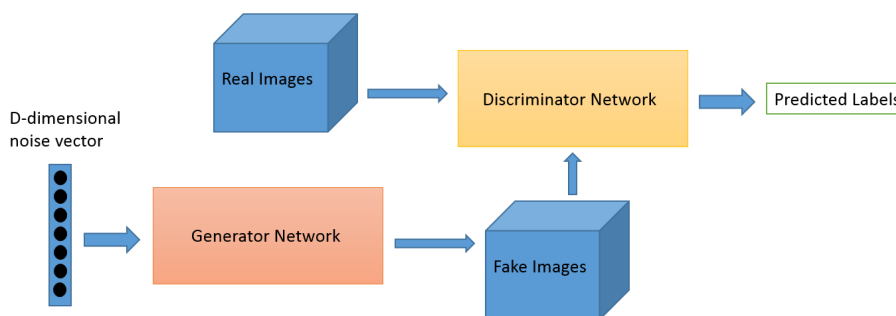 Real Images
Discriminator Network
Predicted Labels
D-dimensional
noise vector
Generator Network
Fake Images